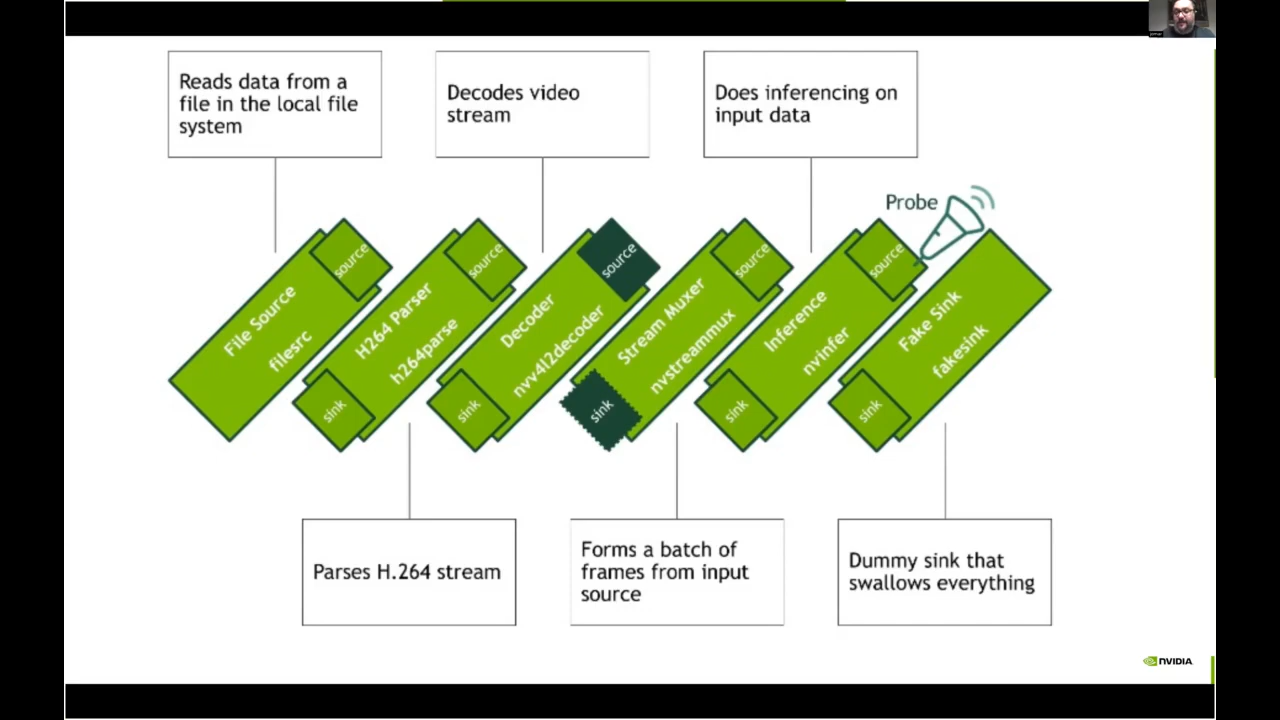 Reads data from a
file in the local file
system
Decodes video
stream
Does inferencing on
input data
Probe
source
source
source
source
source
File Source
filesrc
H264 Parser
h264parse
Decoder
nvv4l2decoder
Stream Muxer
nvstreammux
Inference
nvinfer
Fake Sink
fakesink
sink
sink
sink
sink
sink
Parses H.264 stream
Forms a batch of
frames from input
source
Dummy sink that
swallows everything
NVIDIA